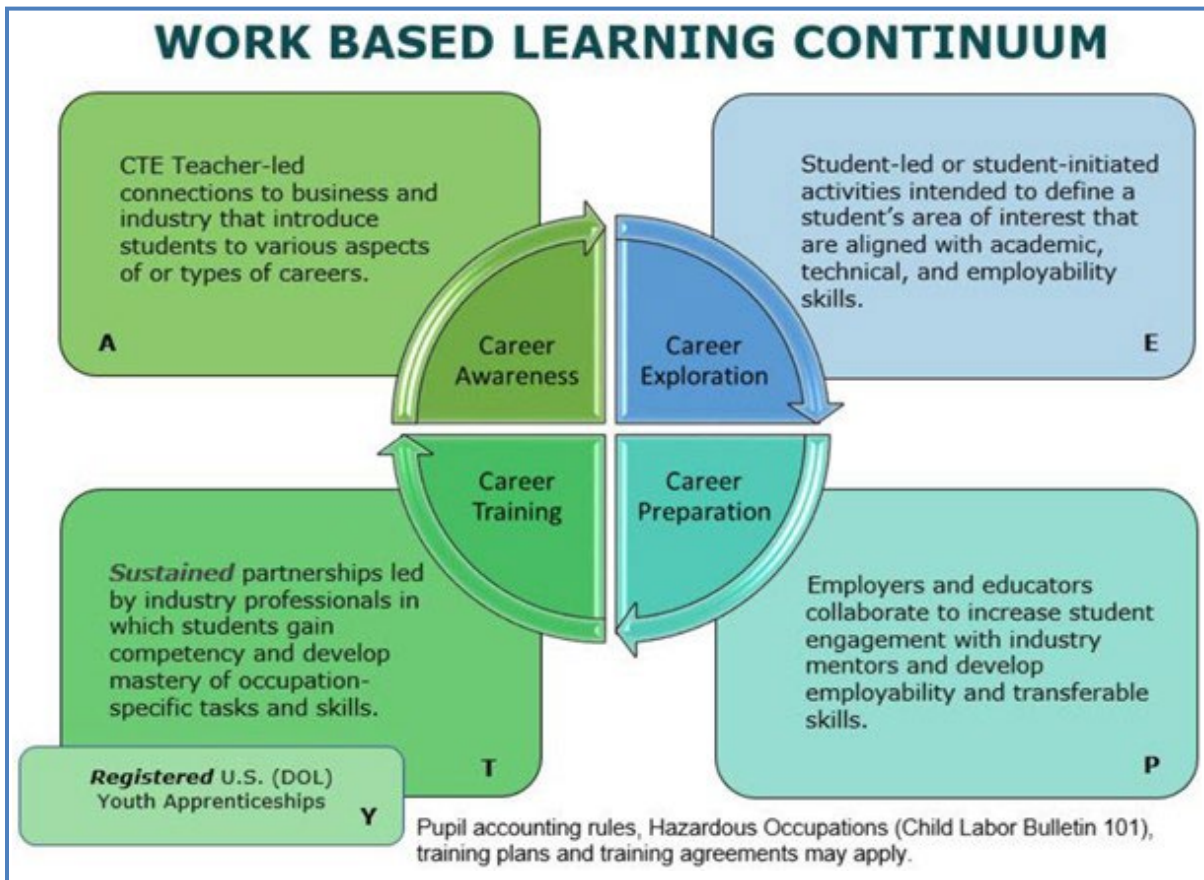 WORK BASED LEARNING CONTINUUM
CTE Teacher-led
connections to business and
industry that introduce
students to various aspects
of or types of careers.
A
Student-led or student-initiated
activities intended to define a
student's area of interest that
are aligned with academic,
technical, and employability
skills.
E
Career
Awareness
Career
Exploration
Career
Training
Career
Preparation
Sustained partnerships led
by industry professionals in
which students gain
competency and develop
mastery of occupation-
specific tasks and skills.
T
Registered U.S. (DOL)
Youth Apprenticeships
Y
Employers and educators
collaborate to increase student
engagement with industry
mentors and develop
employability and transferable
skills.
P
Pupil accounting rules, Hazardous Occupations (Child Labor Bulletin 101),
training plans and training agreements may apply.